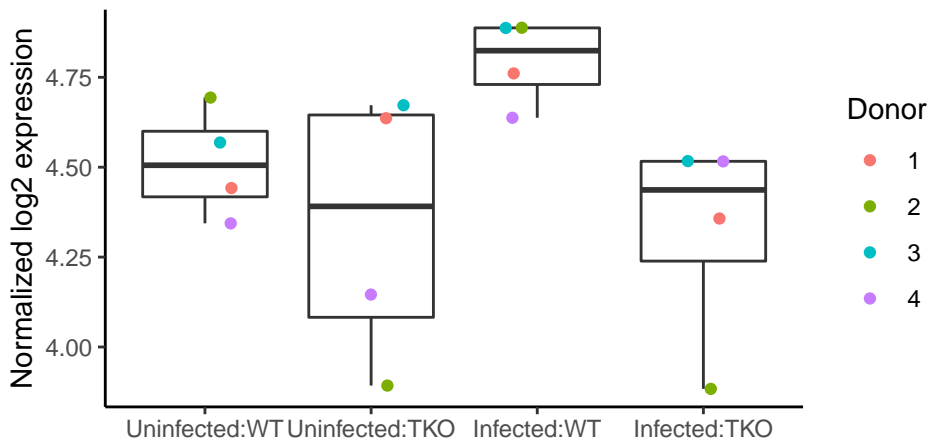 Normalized log2 expression
4.75
4.50
4.25
4.00
Uninfected:WT
Uninfected:TKO
Infected:WT
Infected:TKO
Donor
1
2
3
4